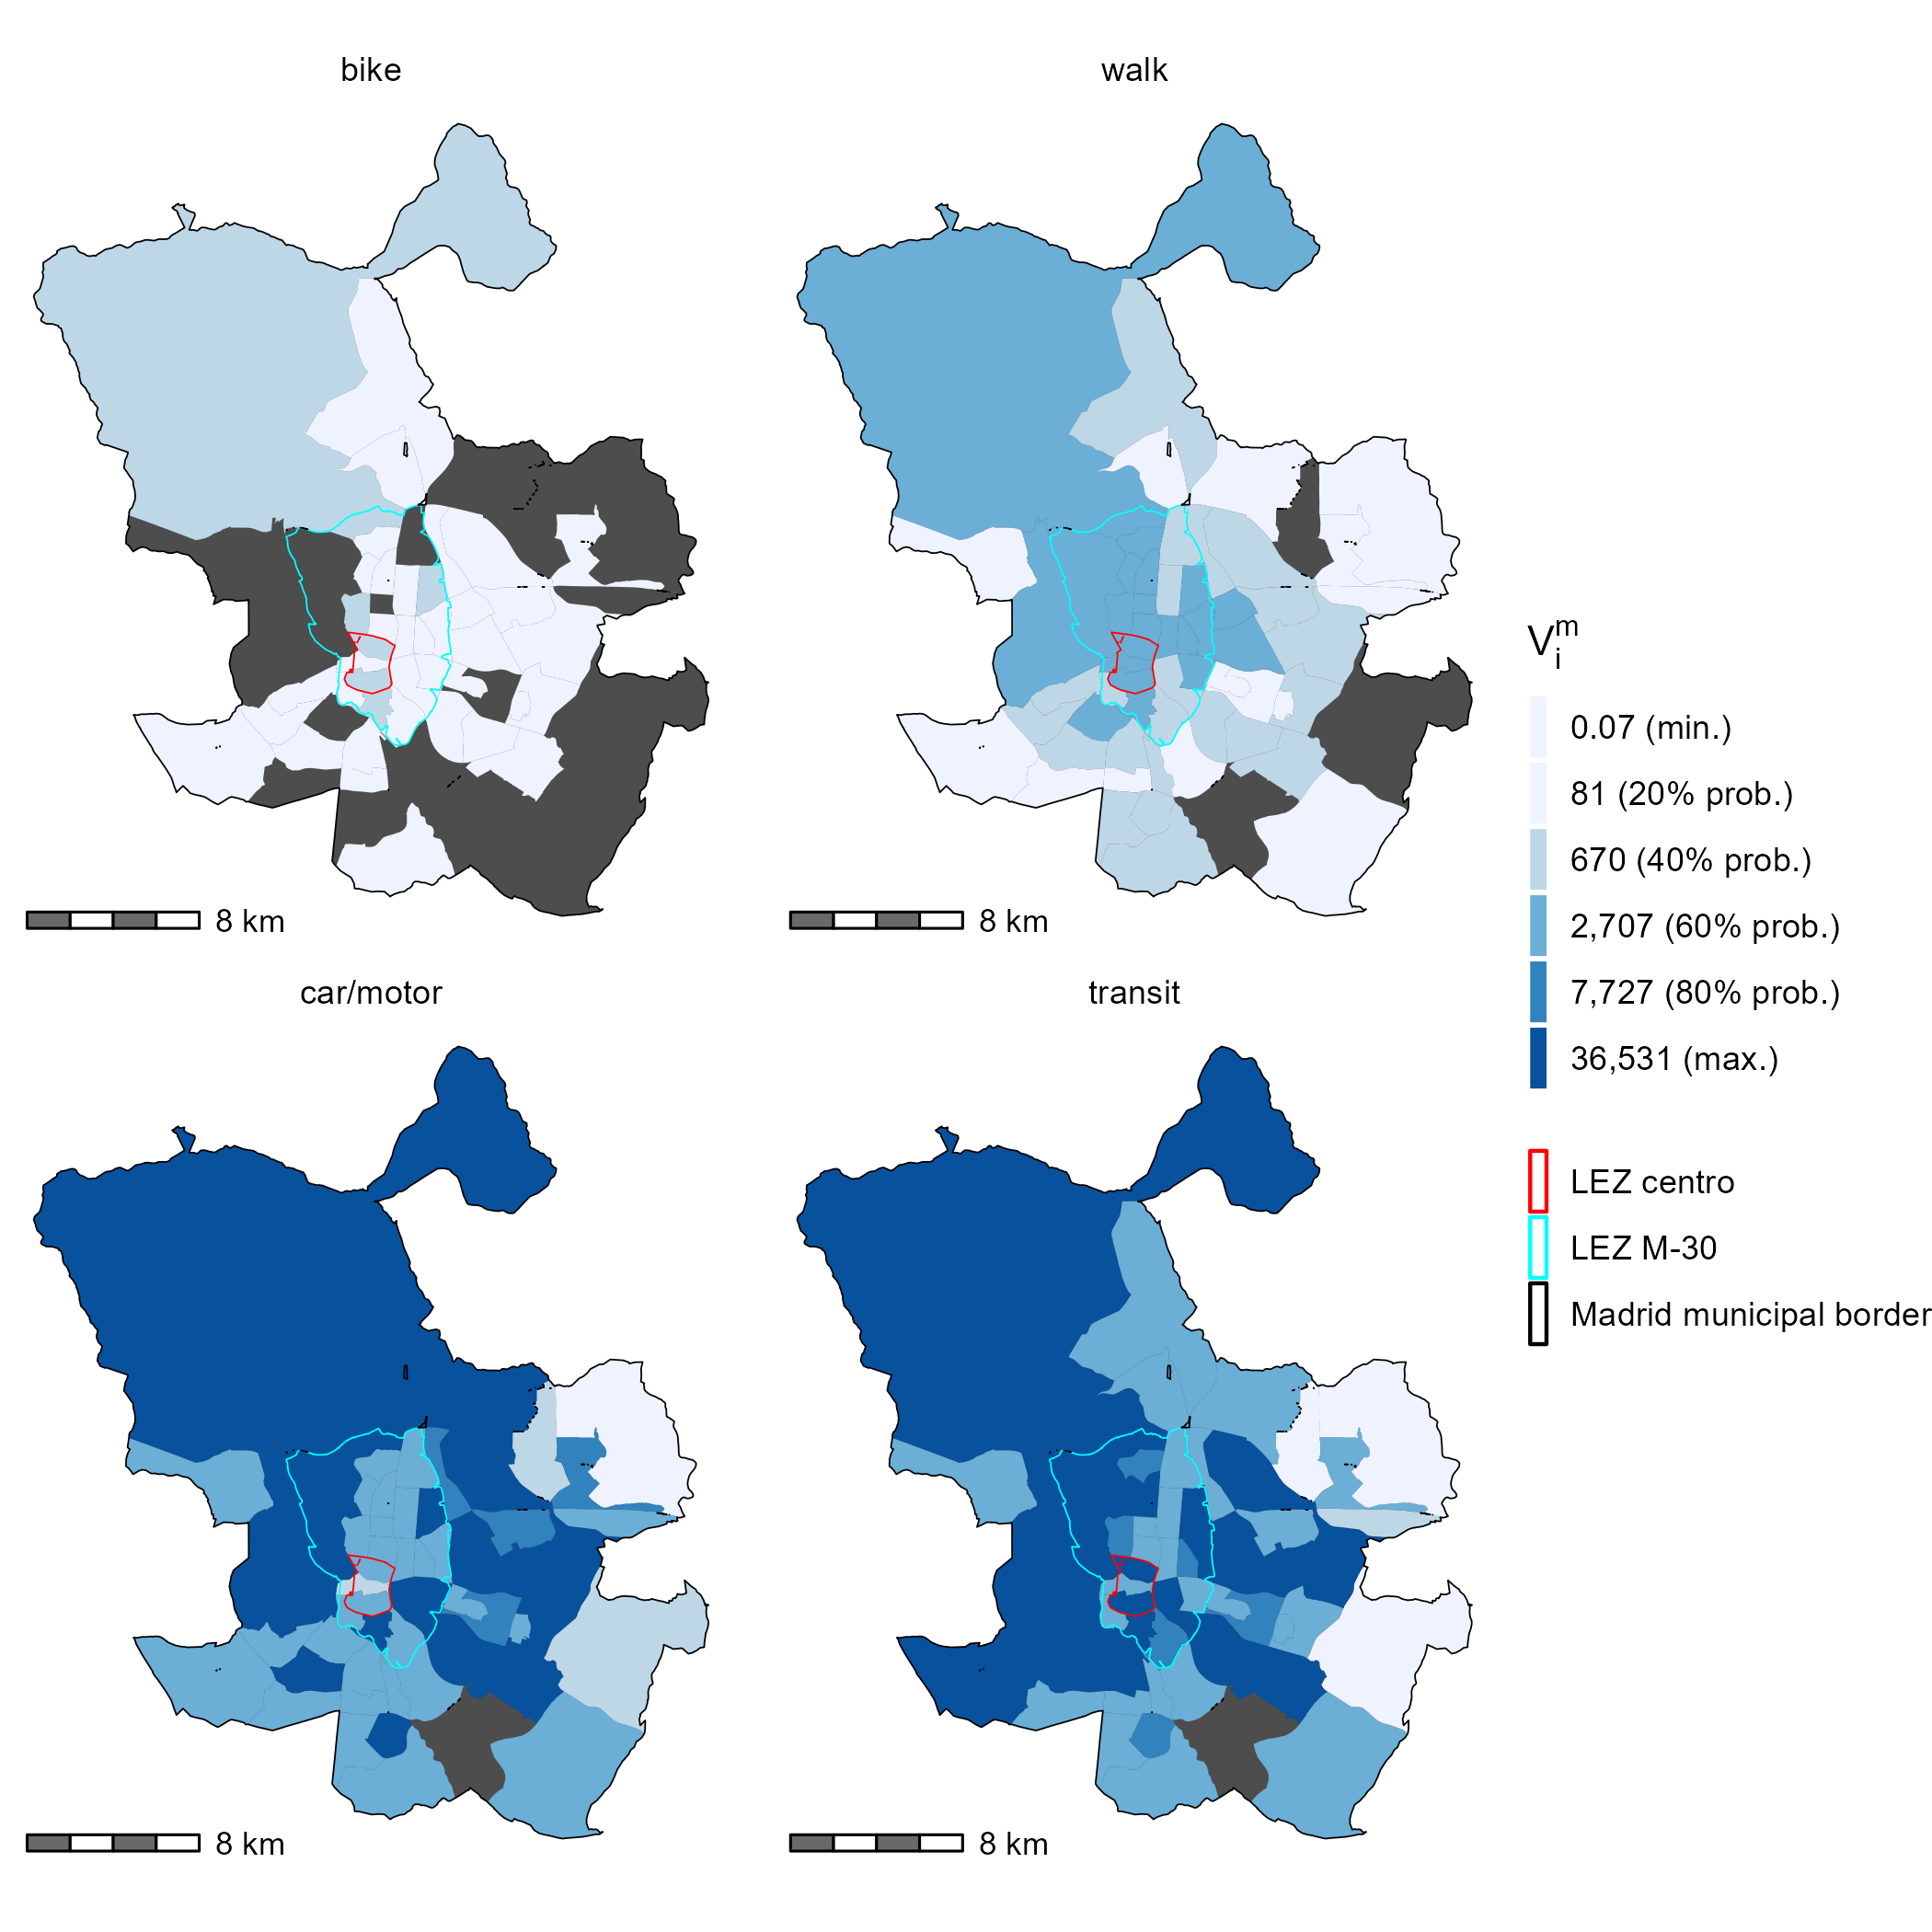 bike
walk
8 km
8 km
car/motor
transit
8 km
8 km
V_i^m
0.07 (min.)
81 (20% prob.)
670 (40% prob.)
2,707 (60% prob.)
7,727 (80% prob.)
36,531 (max.)
LEZ centro
LEZ M-30
Madrid municipal border